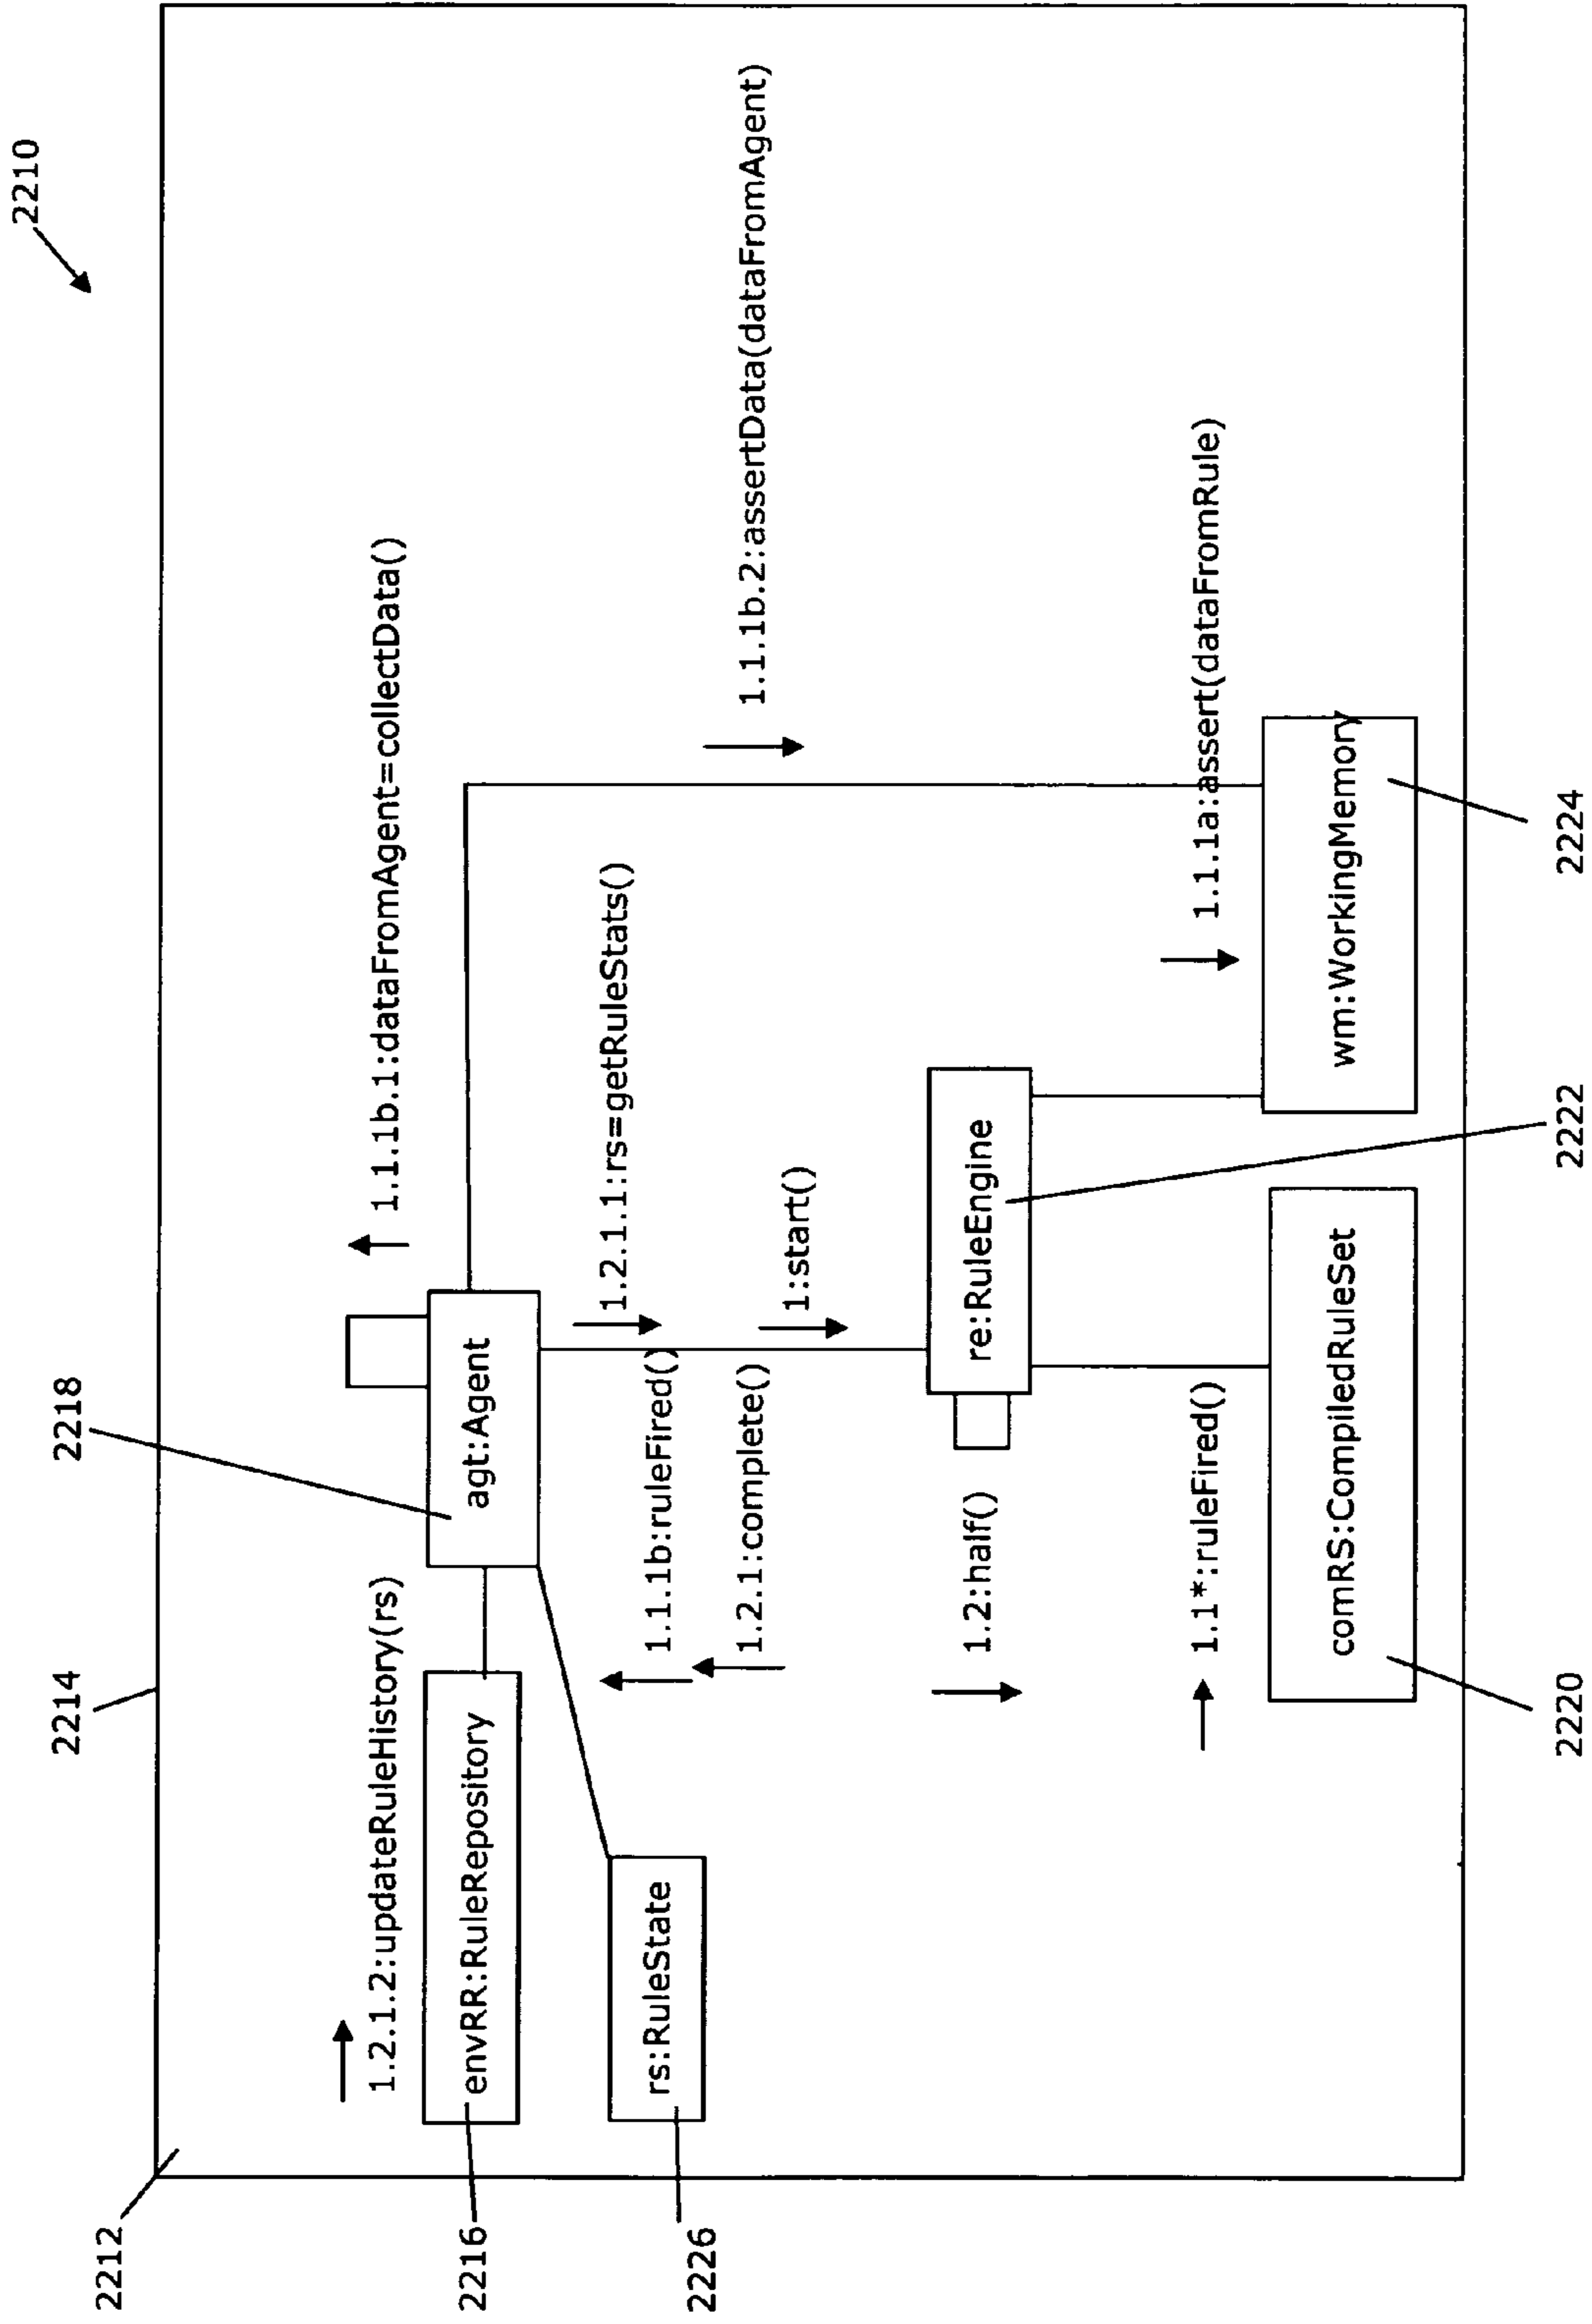 2210
2214
2218
2212
1.2.1.2:updateRuleHistory(rs)
1.1.1b.1:dataFromAgent=collectData()
2216
envRR:RuleRepository
agt:Agent
2226
rs:RuleState
1.2.1.1:rs=getRuleStats()
1.1.1b:ruleFired()
1.2.1:complete()
1:start()
1.1.1b.2:assertData(dataFromAgent)
1.2:half()
re:RuleEngine
1.1*:ruleFired()
1.1.1a:assert(dataFromRule)
comRS:CompiledRuleSet
wm:WorkingMemory
2220
2222
2224